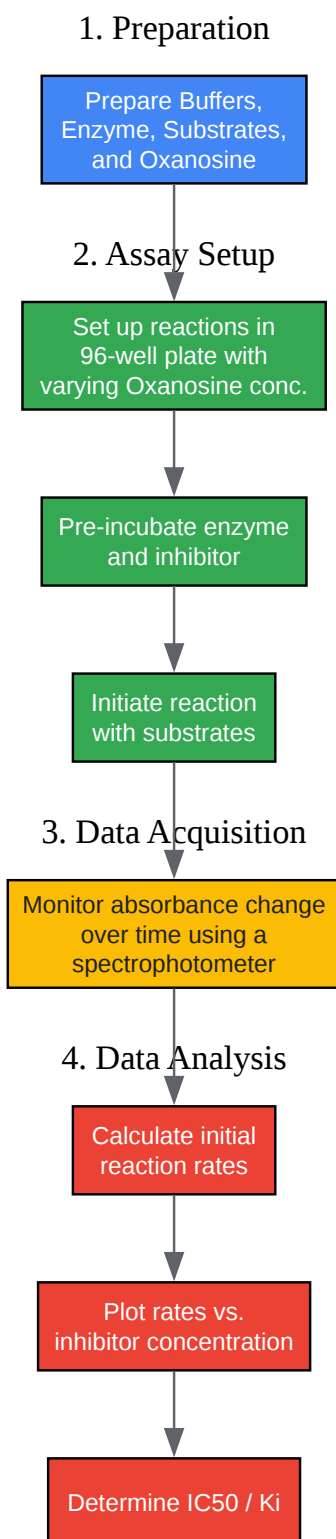 1. Preparation
Prepare Buffers,
Enzyme, Substrates,
and Oxanosine
2. Assay Setup
Set up reactions in
96-well plate with
varying Oxanosine conc.
Pre-incubate enzyme
and inhibitor
Initiate reaction
with substrates
3. Data Acquisition
Monitor absorbance change
over time using a
spectrophotometer
4. Data Analysis
Calculate initial
reaction rates
Plot rates vs.
inhibitor concentration
Determine IC50 / Ki